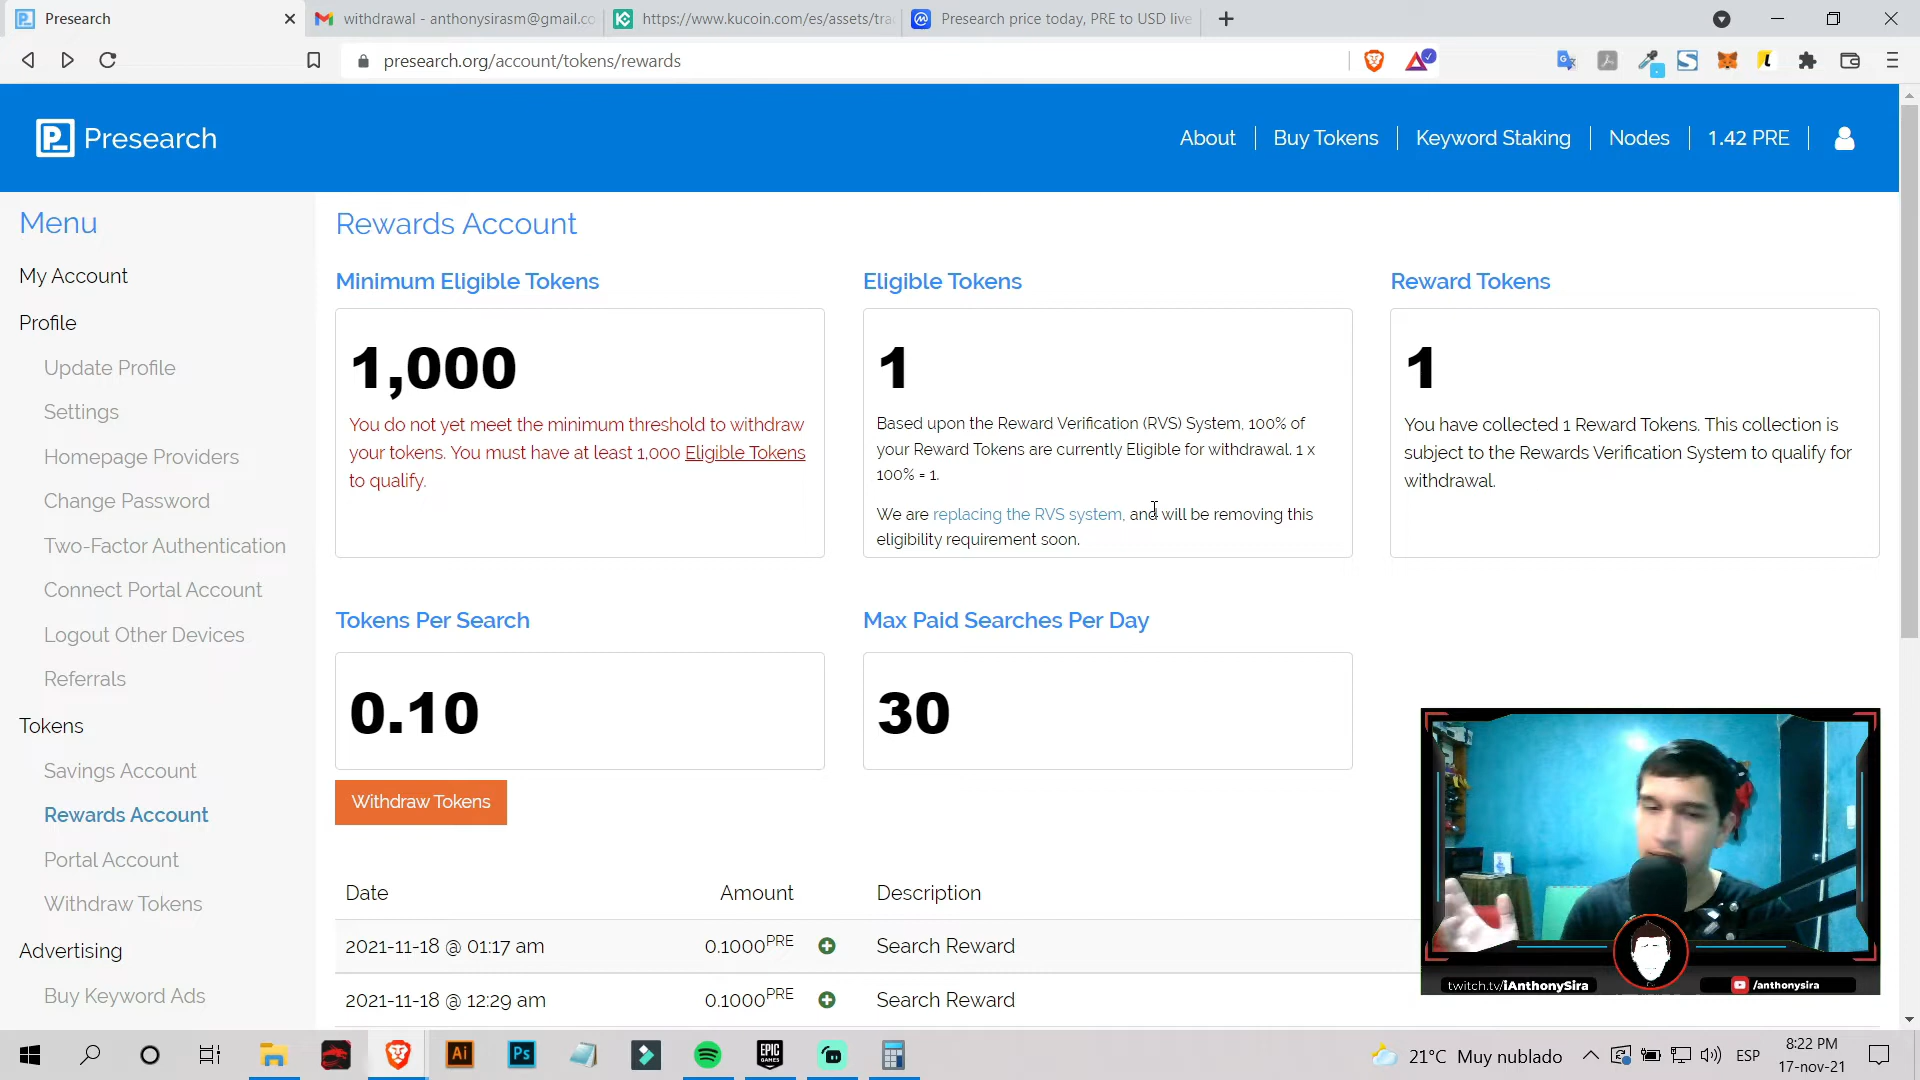 Presearch
withdrawal - anthonysirasm@gmail.co
https://www.kucoin.com/es/assets/tra
Presearch price today, PRE to USD live
presearch.org/account/tokens/rewards
Presearch
About
Buy Tokens
Keyword Staking
Nodes
1.42 PRE
Menu
My Account
Profile
Update Profile
Settings
Homepage Providers
Change Password
Two-Factor Authentication
Connect Portal Account
Logout Other Devices
Referrals
Tokens
Savings Account
Rewards Account
Portal Account
Withdraw Tokens
Advertising
Buy Keyword Ads
Rewards Account
Minimum Eligible Tokens
1,000
You do not yet meet the minimum threshold to withdraw
your tokens. You must have at least 1,000 Eligible Tokens
to qualify.
Eligible Tokens
1
Based upon the Reward Verification (RVS) System, 100% of
your Reward Tokens are currently Eligible for withdrawal. 1 x
100% = 1.
We are replacing the RVS system, and will be removing this
eligibility requirement soon.
Reward Tokens
1
You have collected 1 Reward Tokens. This collection is
subject to the Rewards Verification System to qualify for
withdrawal.
Tokens Per Search
0.10
Max Paid Searches Per Day
30
Withdraw Tokens
Date Amount Description
2021-11-18 @ 01:17 am 0.1000PRE Search Reward
2021-11-18 @ 12:29 am 0.1000PRE Search Reward
twitch.tv/iAnthonySira
/anthonysira
Ai
Ps
EPIC
GAMES
21°C Muy nublado
ESP
8:22 PM
17-nov-21